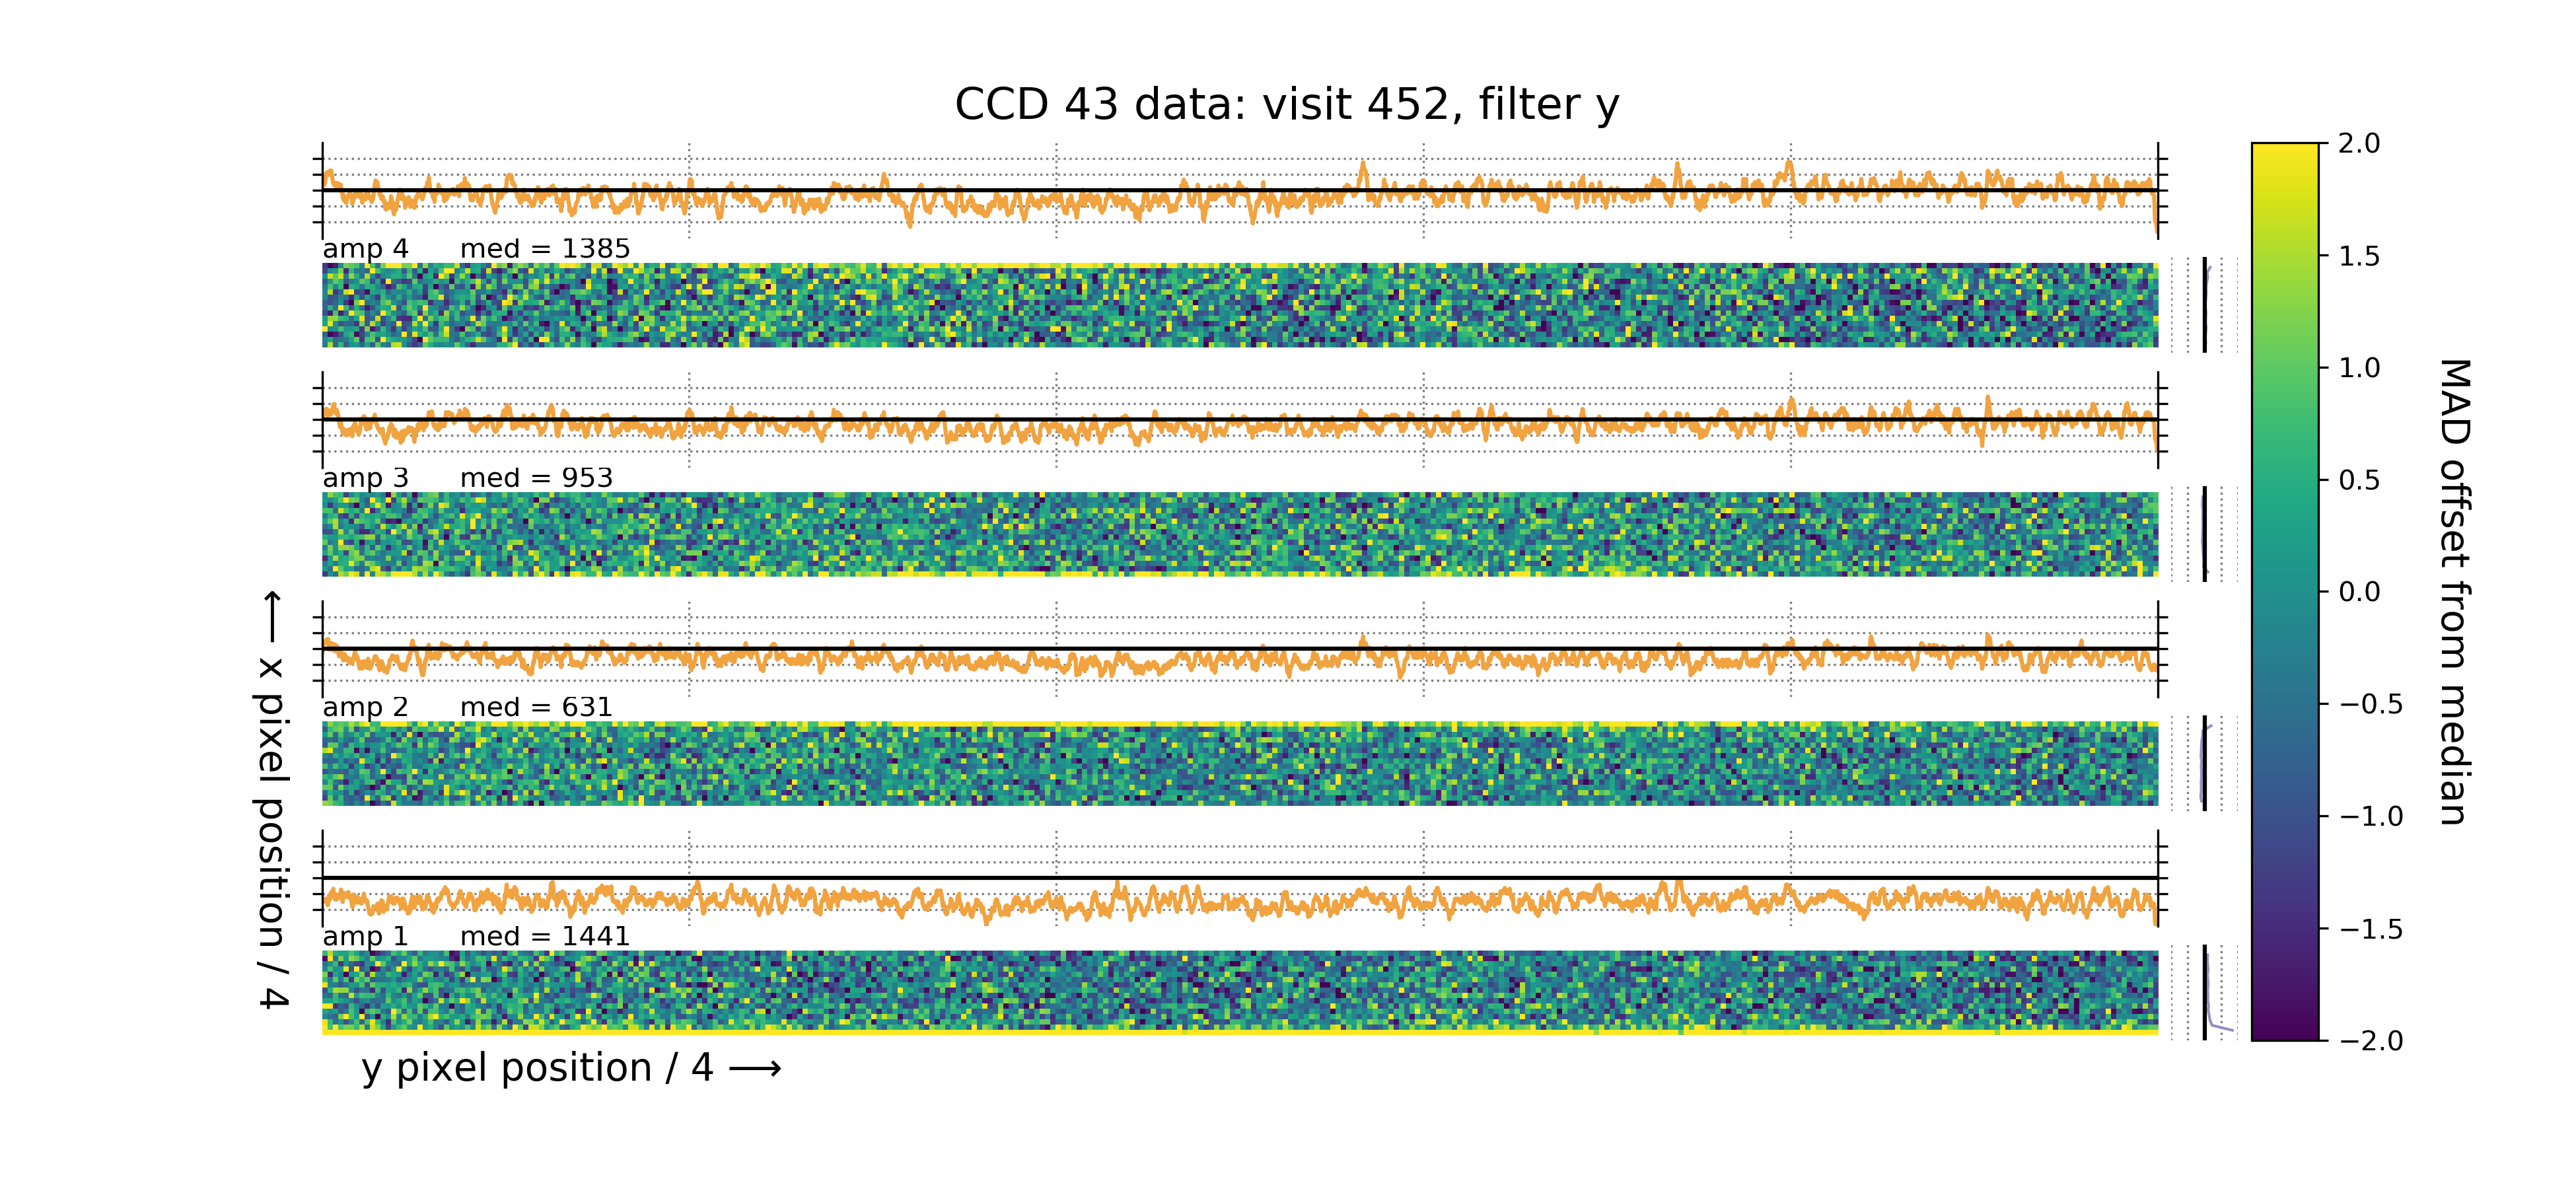 CCD 43 data: visit 452, filter y
amp 4 med = 1385
amp 3 med = 953
amp 2 med = 631
amp 1 med = 1441
⟵ x pixel position / 4
y pixel position / 4 ⟶
2.0
1.5
1.0
0.5
0.0
−0.5
−1.0
−1.5
−2.0
MAD offset from median